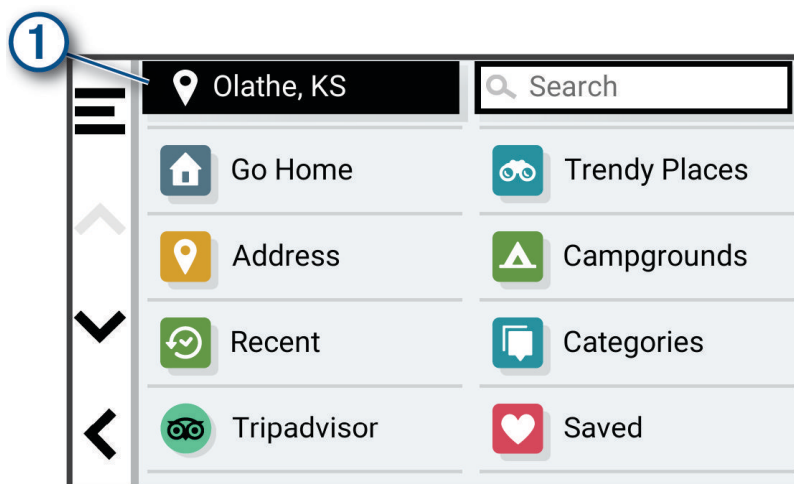 1
Olathe, KS
Search
Go Home
Trendy Places
Address
Campgrounds
Recent
Categories
Tripadvisor
Saved